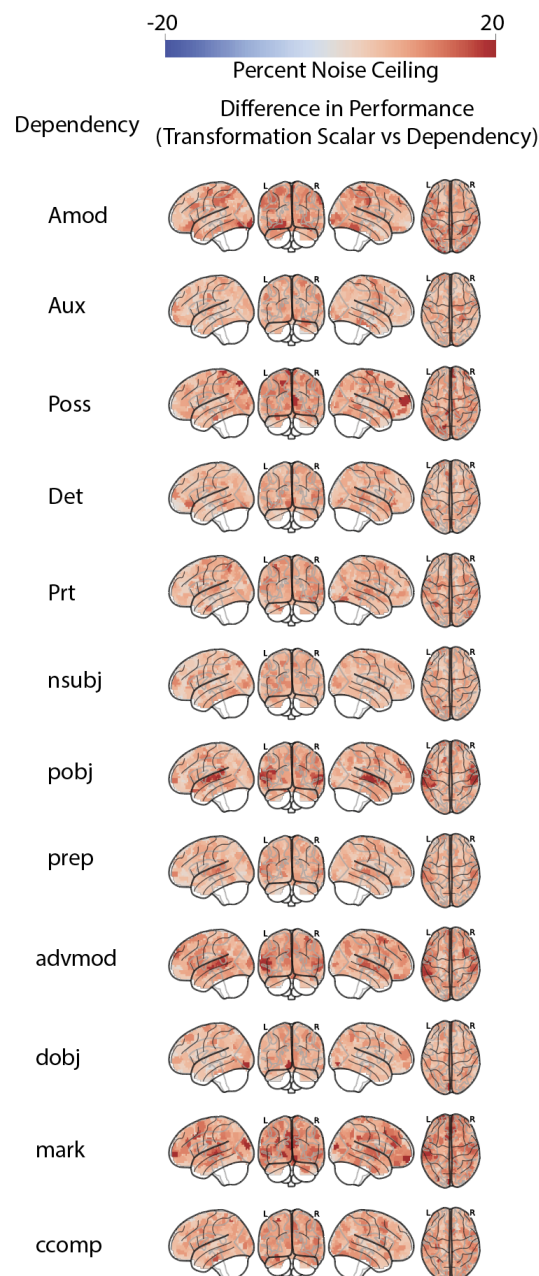 -20 20
Percent Noise Ceiling
Dependency
Difference in Performance
(Transformation Scalar vs Dependency)
L R L R
Amod
L R L R
Aux
L R L R
Poss
L R L R
Det
L R L R
Prt
L R L R
nsubj
L R L R
pobj
L R L R
prep
L R L R
advmod
L R L R
dobj
L R L R
mark
L R L R
ccomp